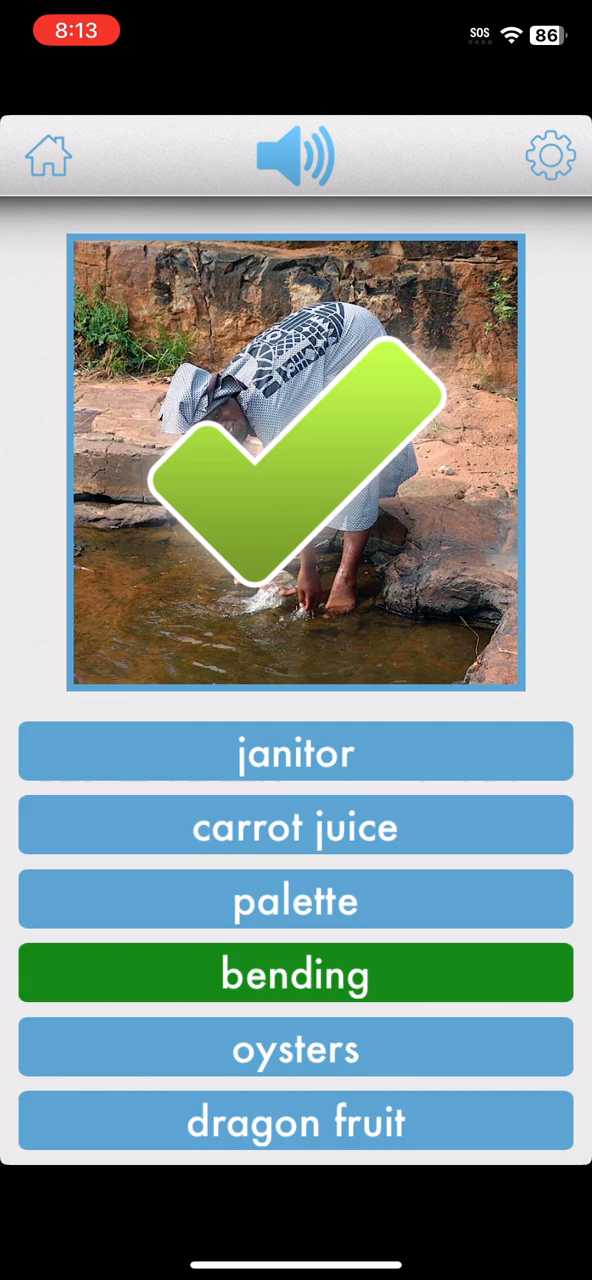 8:13
SOS
86
janitor
carrot juice
palette
bending
oysters
dragon fruit